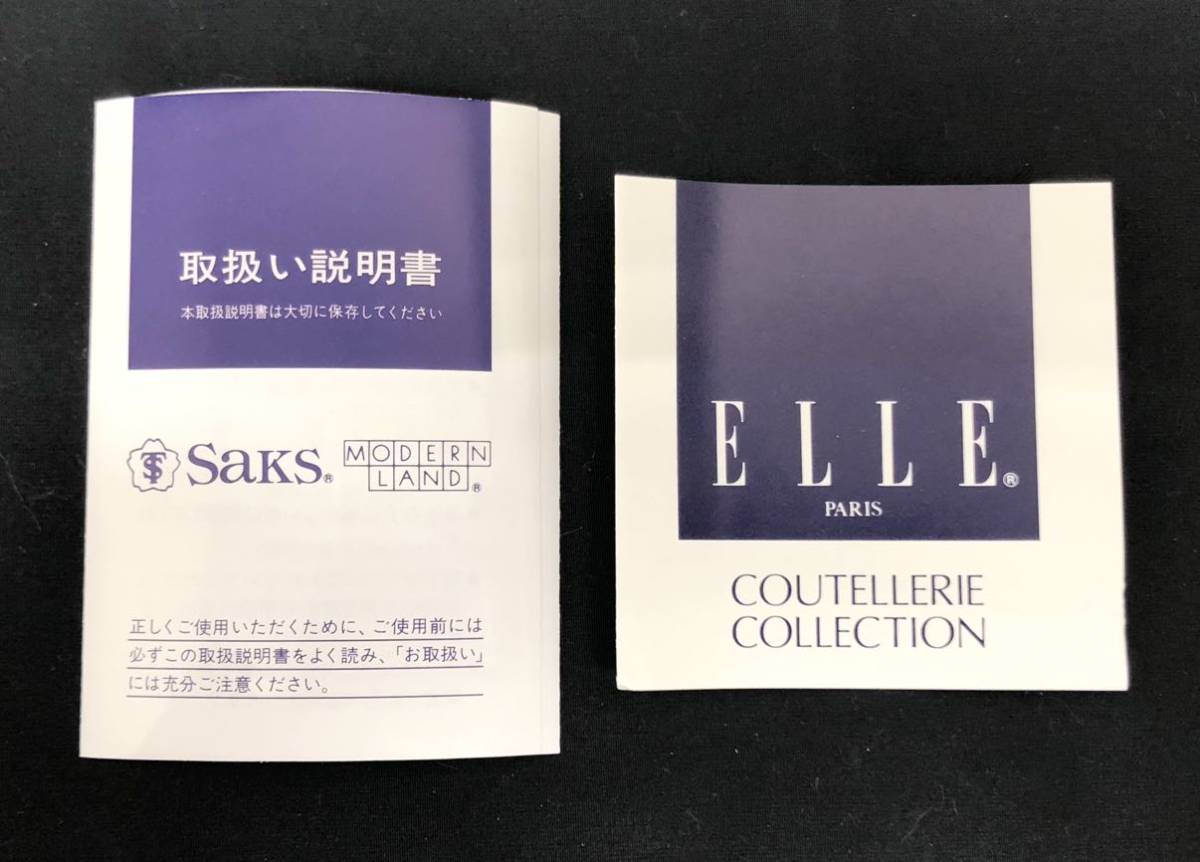 取扱い説明書
本取扱説明書は大切に保存してください
TS SaKS® MODERN LAND®
正しくご使用いただくために、ご使用前には
必ずこの取扱説明書をよく読み、「お取扱い」
には充分ご注意ください。
ELLE®
PARIS
COUTELLERIE
COLLECTION